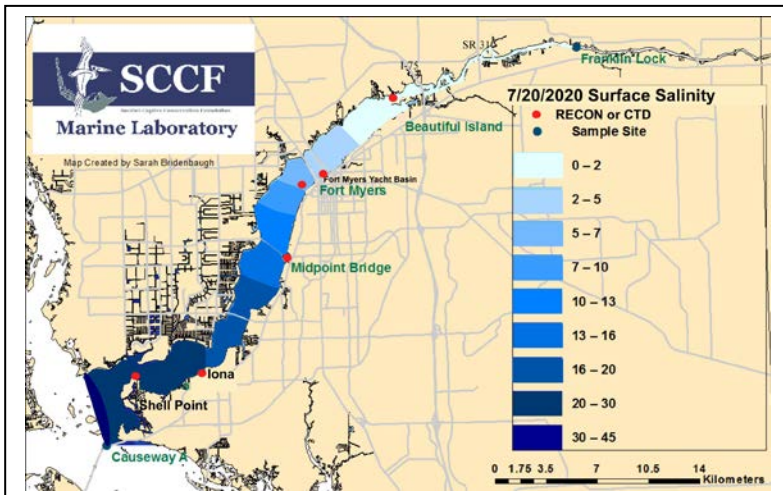 SCCF
Marine Laboratory
Map Created by Sarah Bridenbaugh
SR 31
Franklin Lock
Beautiful Island
Fort Myers Yacht Basin
Fort Myers
Midpoint Bridge
Iona
Shell Point
Causeway A
7/20/2020 Surface Salinity
RECON or CTD
Sample Site
0 – 2
2 – 5
5 – 7
7 – 10
10 – 13
13 – 16
16 – 20
20 – 30
30 – 45
0 1.75 3.5 7 10.5 14
Kilometers